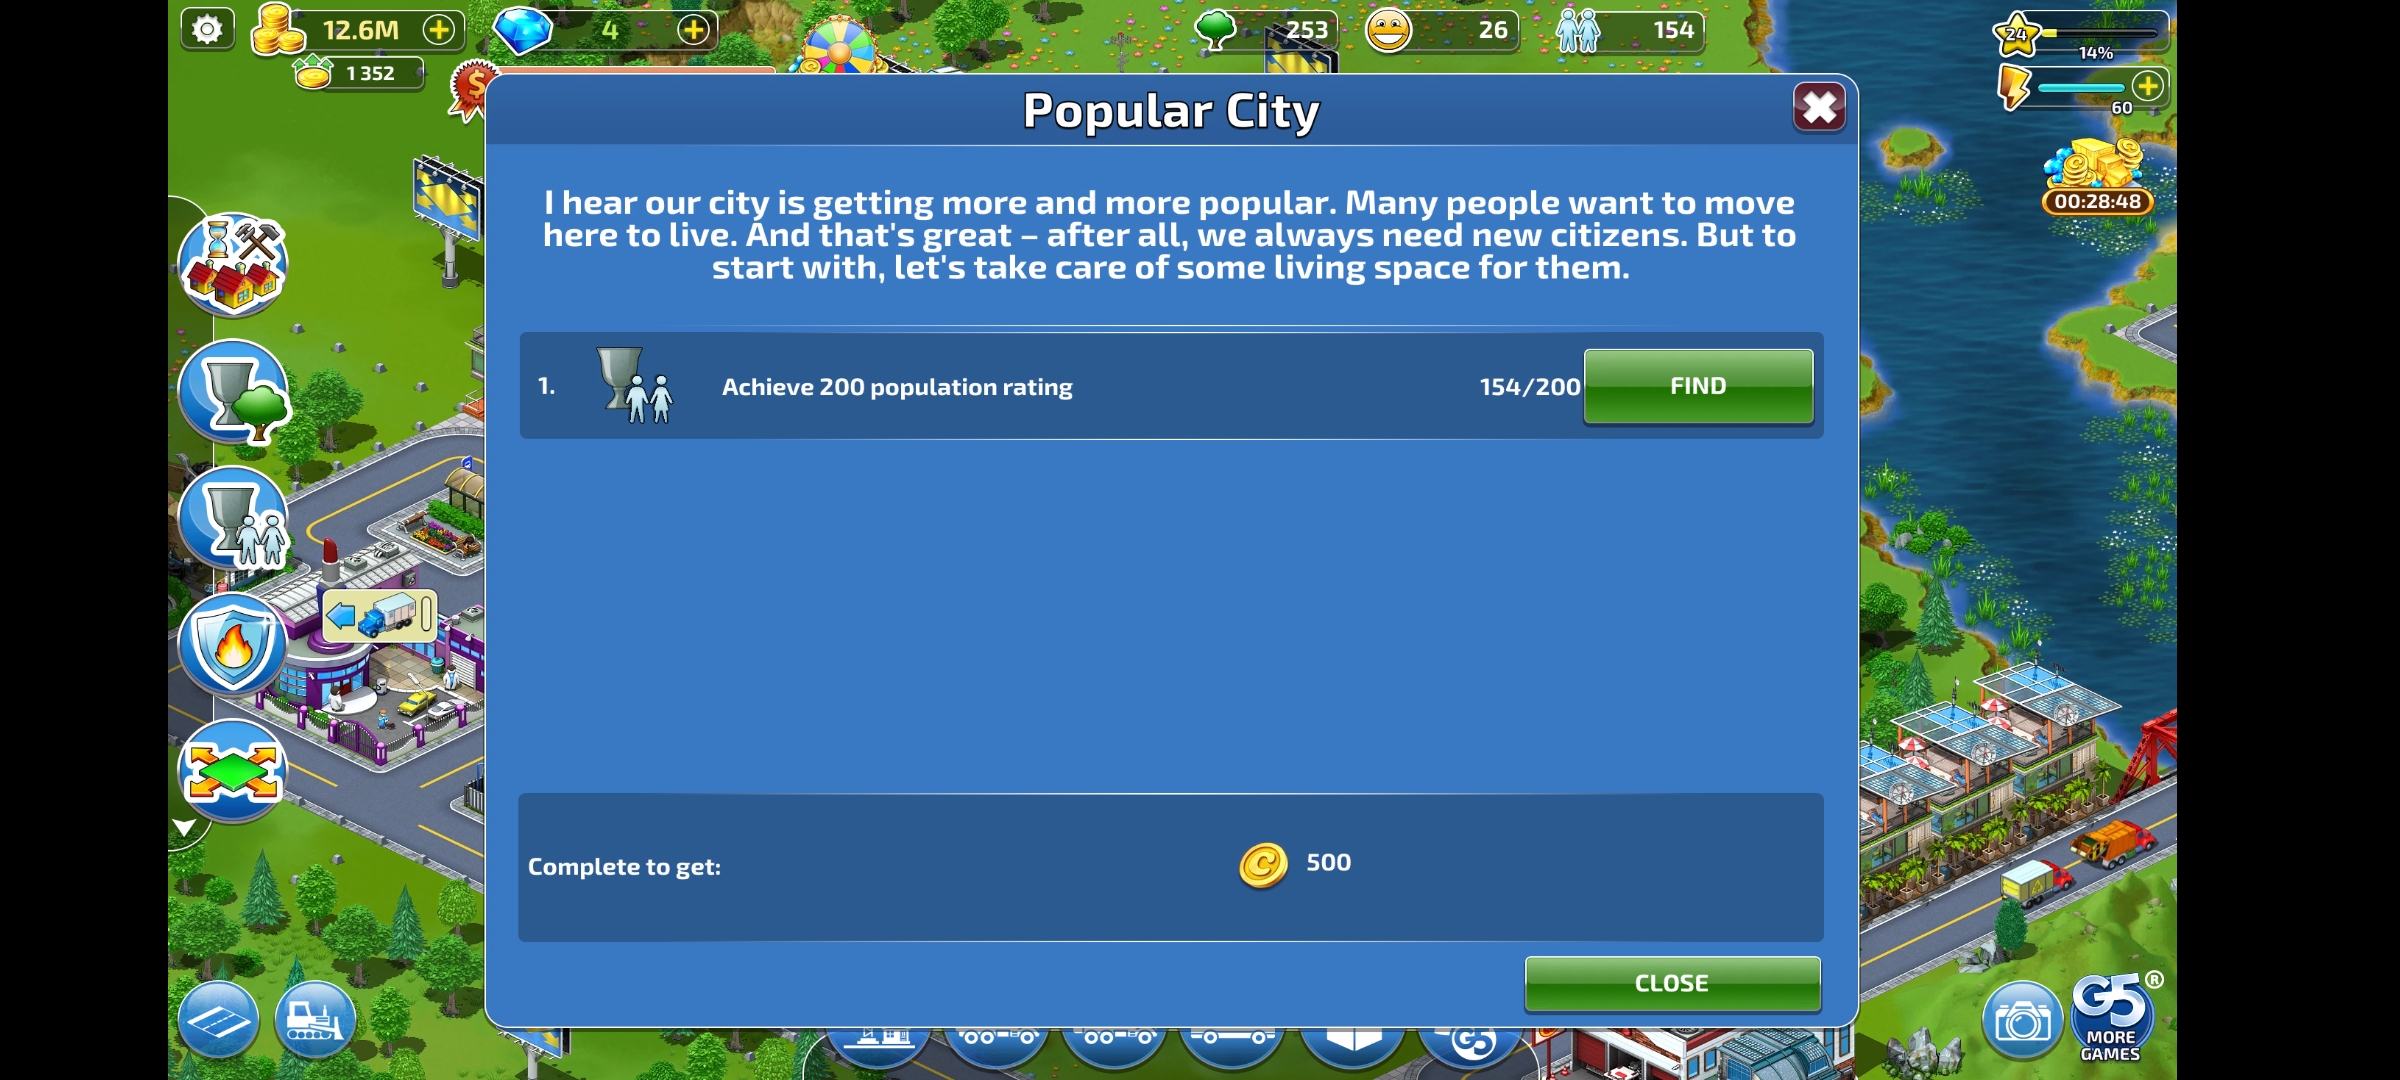 12.6M
4
253
26
154
24
14%
1 352
60
00:28:48
Popular City
I hear our city is getting more and more popular. Many people want to move
here to live. And that's great – after all, we always need new citizens. But to
start with, let's take care of some living space for them.
1.
Achieve 200 population rating
154/200
FIND
Complete to get:
C
500
CLOSE
G5
G5 ®
MORE
GAMES